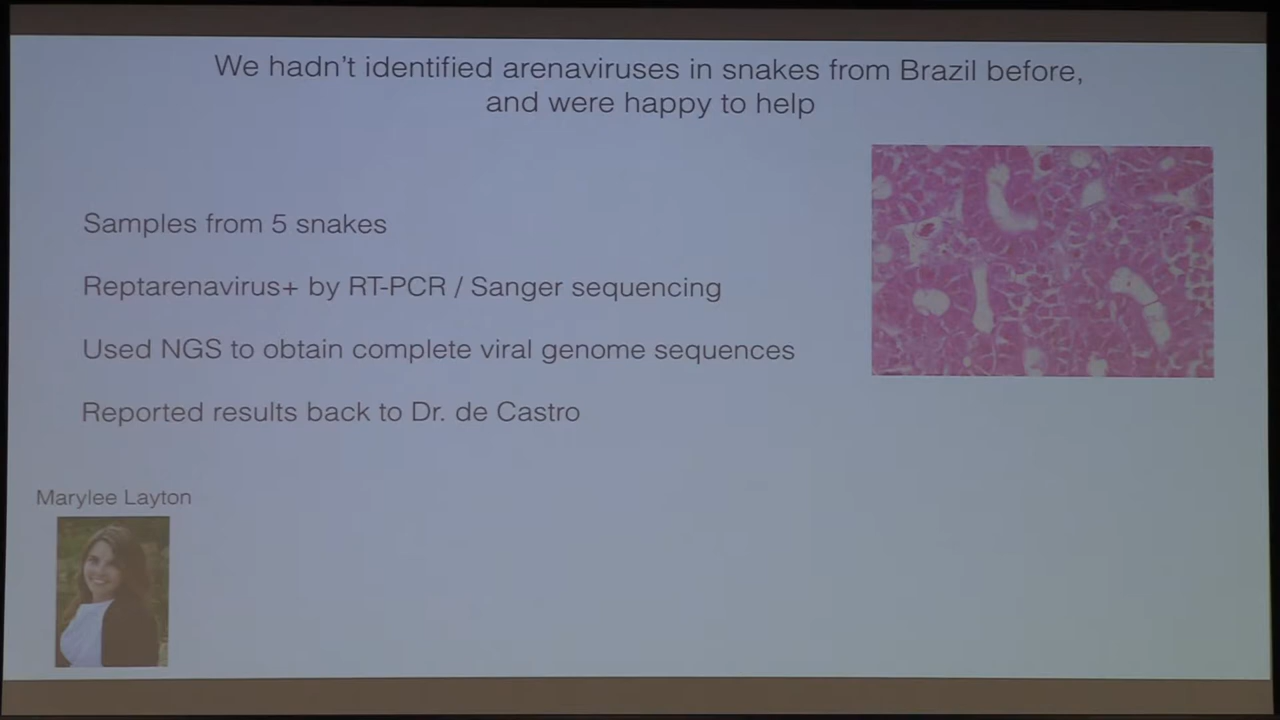 We hadn't identified arenaviruses in snakes from Brazil before,
and were happy to help
Samples from 5 snakes
Reptarenavirus+ by RT-PCR / Sanger sequencing
Used NGS to obtain complete viral genome sequences
Reported results back to Dr. de Castro
Marylee Layton